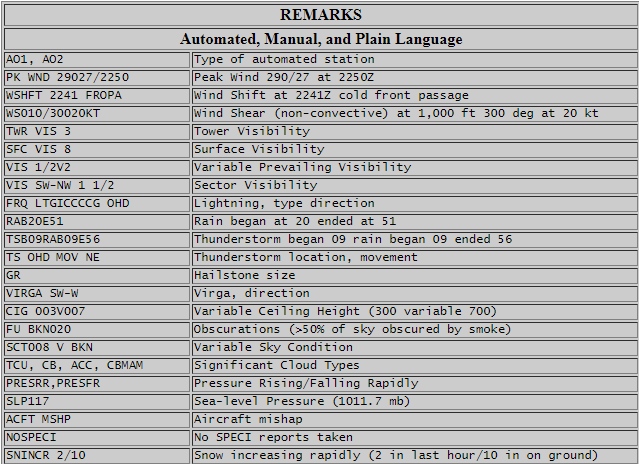 REMARKS
Automated, Manual, and Plain Language
AO1, AO2 Type of automated station
PK WND 29027/2250 Peak Wind 290/27 at 2250Z
WSHFT 2241 FROPA Wind Shift at 2241Z cold front passage
WS010/30020KT Wind Shear (non-convective) at 1,000 ft 300 deg at 20 kt
TWR VIS 3 Tower Visibility
SFC VIS 8 Surface Visibility
VIS 1/2V2 Variable Prevailing Visibility
VIS SW-NW 1 1/2 Sector Visibility
FRQ LTGICCCCG OHD Lightning, type direction
RAB20E51 Rain began at 20 ended at 51
TSB09RAB09E56 Thunderstorm began 09 rain began 09 ended 56
TS OHD MOV NE Thunderstorm location, movement
GR Hailstone size
VIRGA SW-W Virga, direction
CIG 003V007 Variable Ceiling Height (300 variable 700)
FU BKN020 Obscurations (>50% of sky obscured by smoke)
SCT008 V BKN Variable Sky Condition
TCU, CB, ACC, CBMAM Significant Cloud Types
PRESRR,PRESFR Pressure Rising/Falling Rapidly
SLP117 Sea-level Pressure (1011.7 mb)
ACFT MSHP Aircraft mishap
NOSPECI No SPECI reports taken
SNINCR 2/10 Snow increasing rapidly (2 in last hour/10 in on ground)